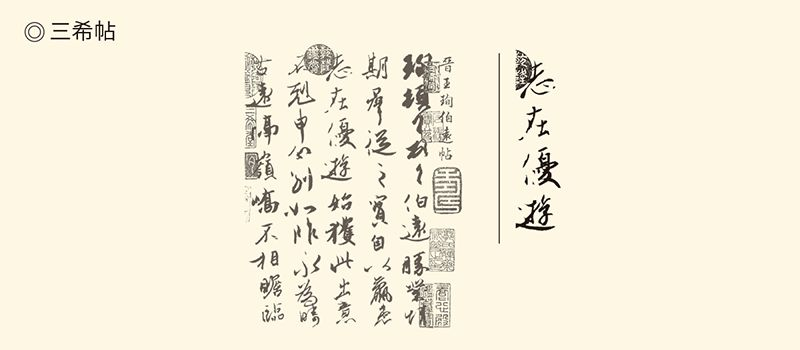 ◎ 三希帖
晉王珣伯遠帖
珣頓首頓首伯遠勝業情
期群從之寶自以羸患
志在優遊始獲此出意
不剋申分別如昨永為疇
古遠隔嶺嶠不相瞻臨
志在優遊